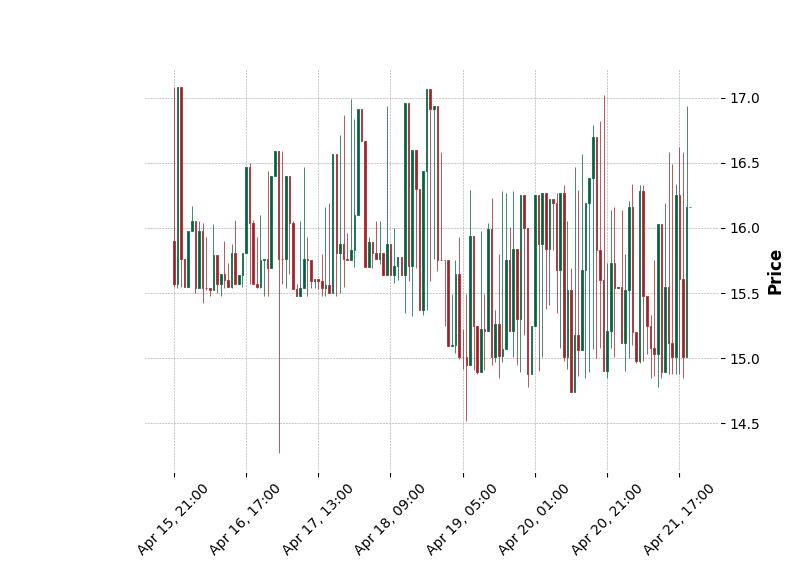 17.0
16.5
16.0
15.5
15.0
14.5
Price
Apr 15, 21:00
Apr 16, 17:00
Apr 17, 13:00
Apr 18, 09:00
Apr 19, 05:00
Apr 20, 01:00
Apr 20, 21:00
Apr 21, 17:00